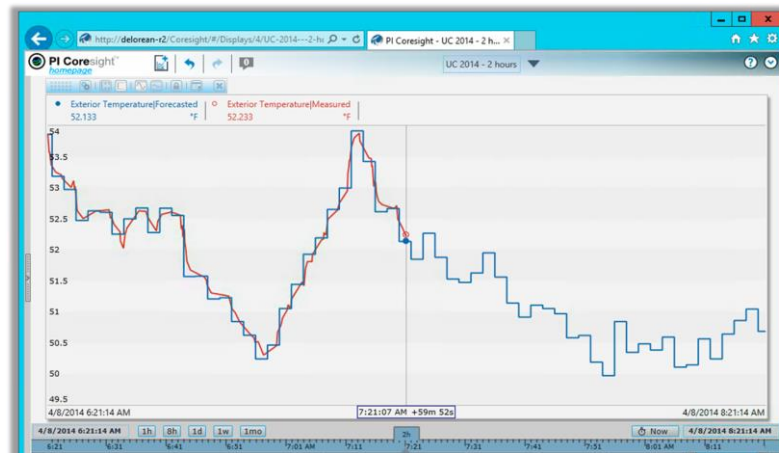 http://delorean-r2/Coresight/#/Displays/4/UC-2014---2-h
PI Coresight - UC 2014 - 2 h...
PI Coresight™
homepage
UC 2014 - 2 hours
Exterior Temperature|Forecasted
52.133 °F
Exterior Temperature|Measured
52.233 °F
54
53.5
53
52.5
52
51.5
51
50.5
50
49.5
4/8/2014 6:21:14 AM
7:21:07 AM +59m 52s
4/8/2014 8:21:14 AM
4/8/2014 6:21:14 AM 1h 8h 1d 1w 1mo 2h Now 4/8/2014 8:21:14 AM
6:21 6:31 6:41 6:51 7:01 AM 7:11 7:21 7:31 7:41 7:51 8:01 AM 8:11